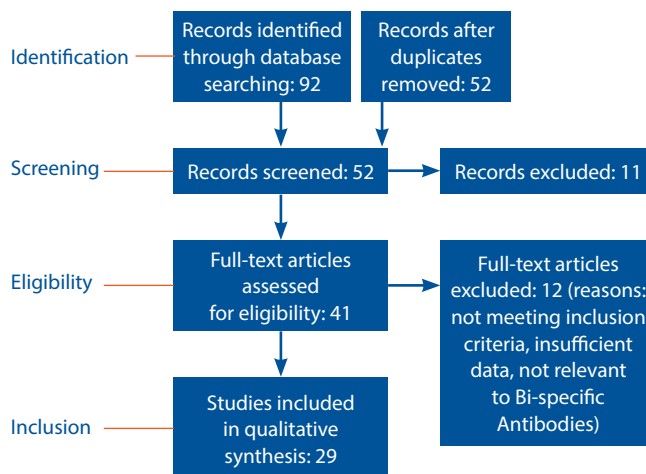 Identification
Records identified
through database
searching: 92
Records after
duplicates
removed: 52
Screening
Records screened: 52
Records excluded: 11
Eligibility
Full-text articles
assessed
for eligibility: 41
Full-text articles
excluded: 12 (reasons:
not meeting inclusion
criteria, insufficient
data, not relevant
to Bi-specific
Antibodies)
Inclusion
Studies included
in qualitative
synthesis: 29